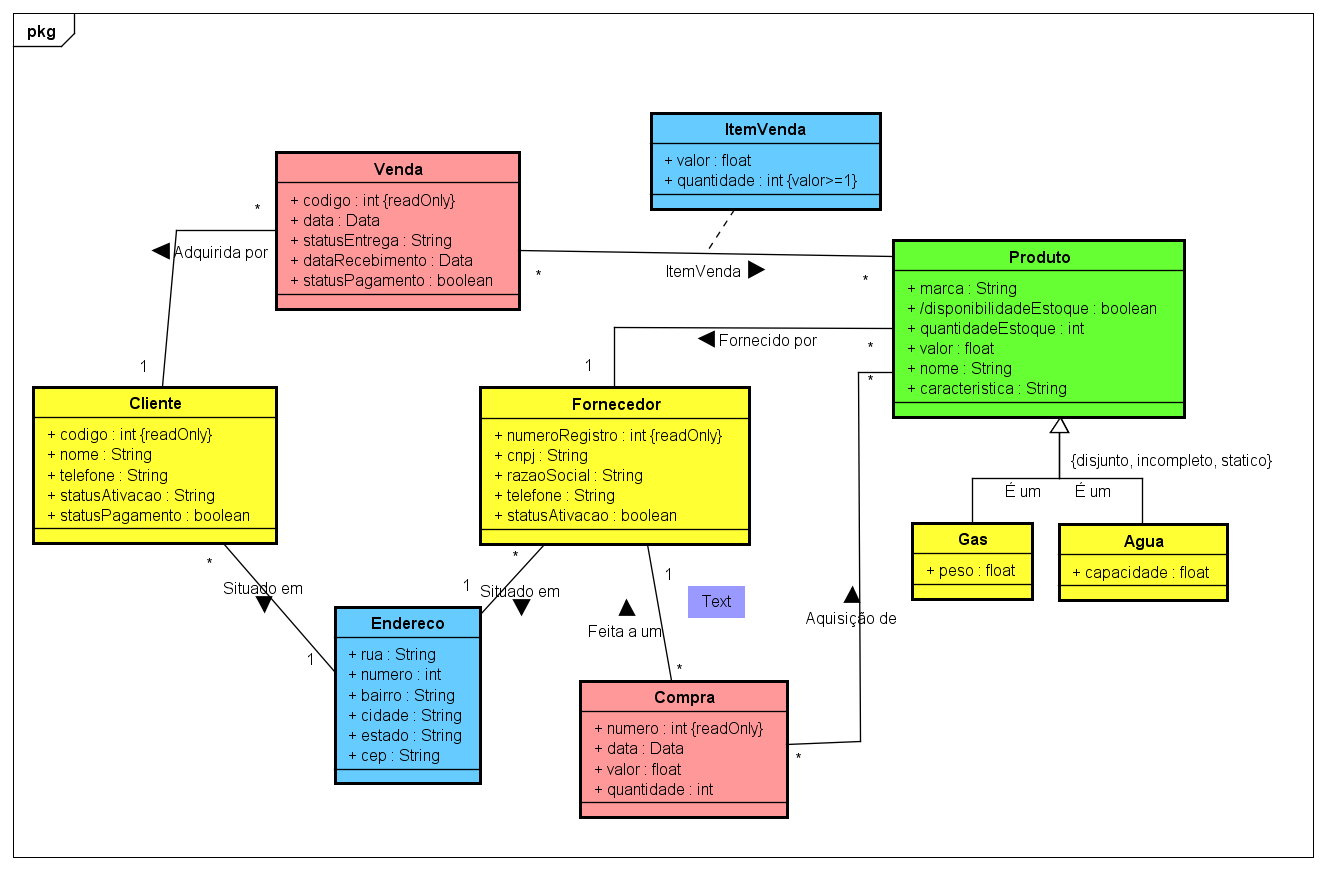 pkg
ItemVenda
+ valor : float
+ quantidade : int {valor>=1}
Venda
+ codigo : int {readOnly}
+ data : Data
+ statusEntrega : String
+ dataRecebimento : Data
+ statusPagamento : boolean
*
Adquirida por
1
*
ItemVenda
*
Produto
+ marca : String
+ /disponibilidadeEstoque : boolean
+ quantidadeEstoque : int
+ valor : float
+ nome : String
+ caracteristica : String
Fornecido por
*
1
*
Cliente
+ codigo : int {readOnly}
+ nome : String
+ telefone : String
+ statusAtivacao : String
+ statusPagamento : boolean
Fornecedor
+ numeroRegistro : int {readOnly}
+ cnpj : String
+ razaoSocial : String
+ telefone : String
+ statusAtivacao : boolean
{disjunto, incompleto, statico}
É um
É um
Gas
+ peso : float
Agua
+ capacidade : float
*
Situado em
1
*
Situado em
1
1
Text
Feita a um
*
Aquisição de
*
Endereco
+ rua : String
+ numero : int
+ bairro : String
+ cidade : String
+ estado : String
+ cep : String
Compra
+ numero : int {readOnly}
+ data : Data
+ valor : float
+ quantidade : int